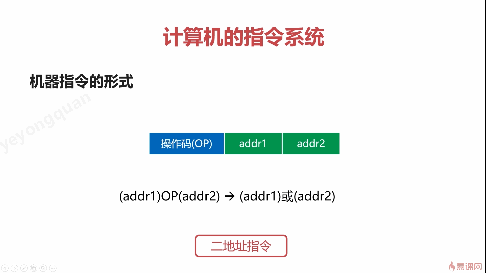 计算机的指令系统
机器指令的形式
yeyongquan
操作码(OP) addr1 addr2
(addr1)OP(addr2) → (addr1)或(addr2)
二地址指令
慕课网